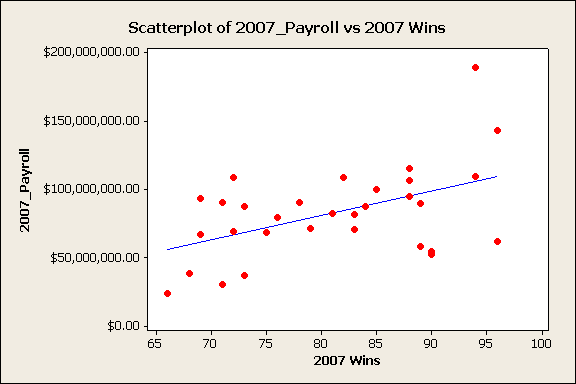 Scatterplot of 2007_Payroll vs 2007 Wins
$200,000,000.00
$150,000,000.00
$100,000,000.00
$50,000,000.00
$0.00
2007_Payroll
65 70 75 80 85 90 95 100
2007 Wins